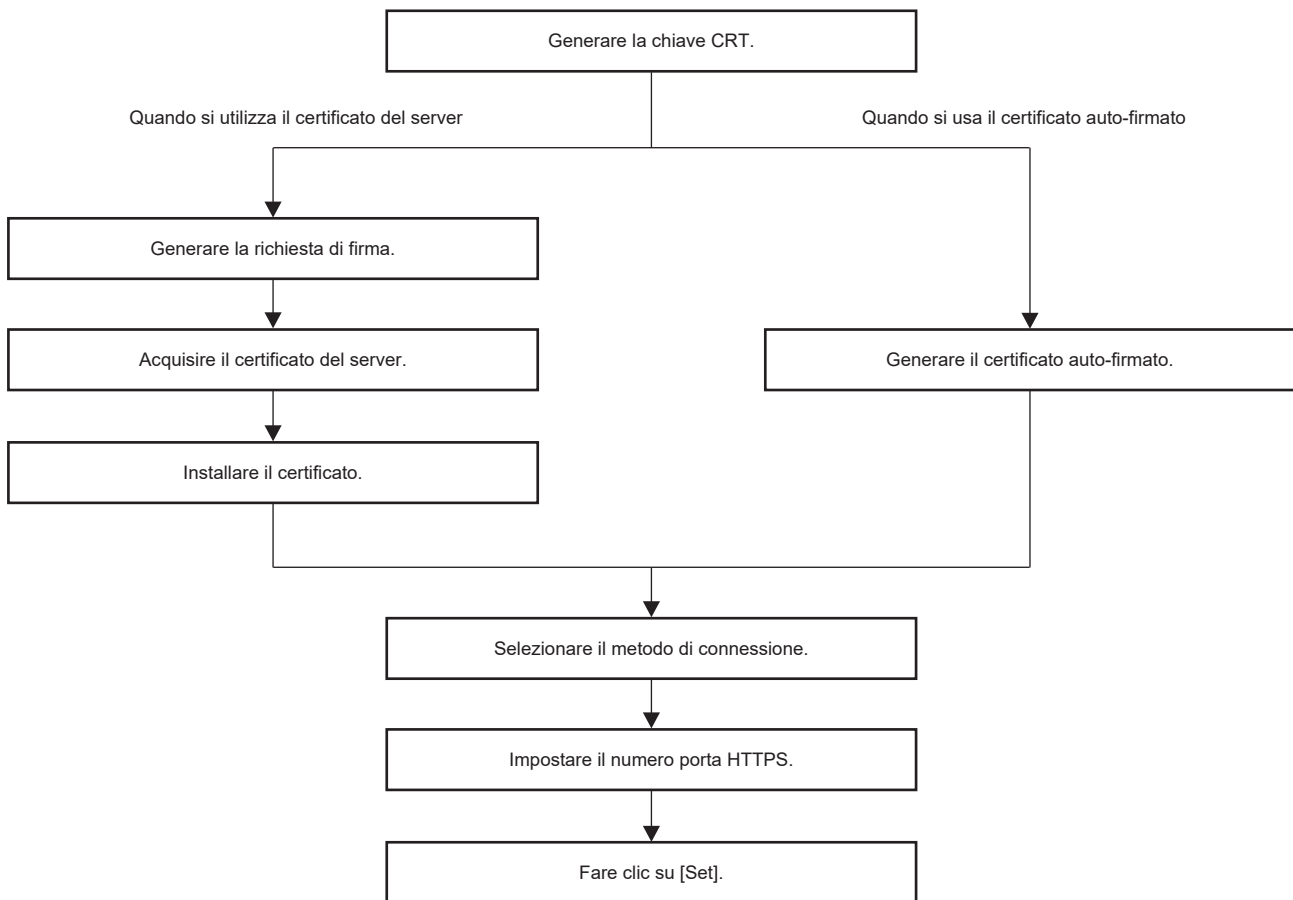 Generare la chiave CRT.
Quando si utilizza il certificato del server
Quando si usa il certificato auto-firmato
Generare la richiesta di firma.
Acquisire il certificato del server.
Generare il certificato auto-firmato.
Installare il certificato.
Selezionare il metodo di connessione.
Impostare il numero porta HTTPS.
Fare clic su [Set].